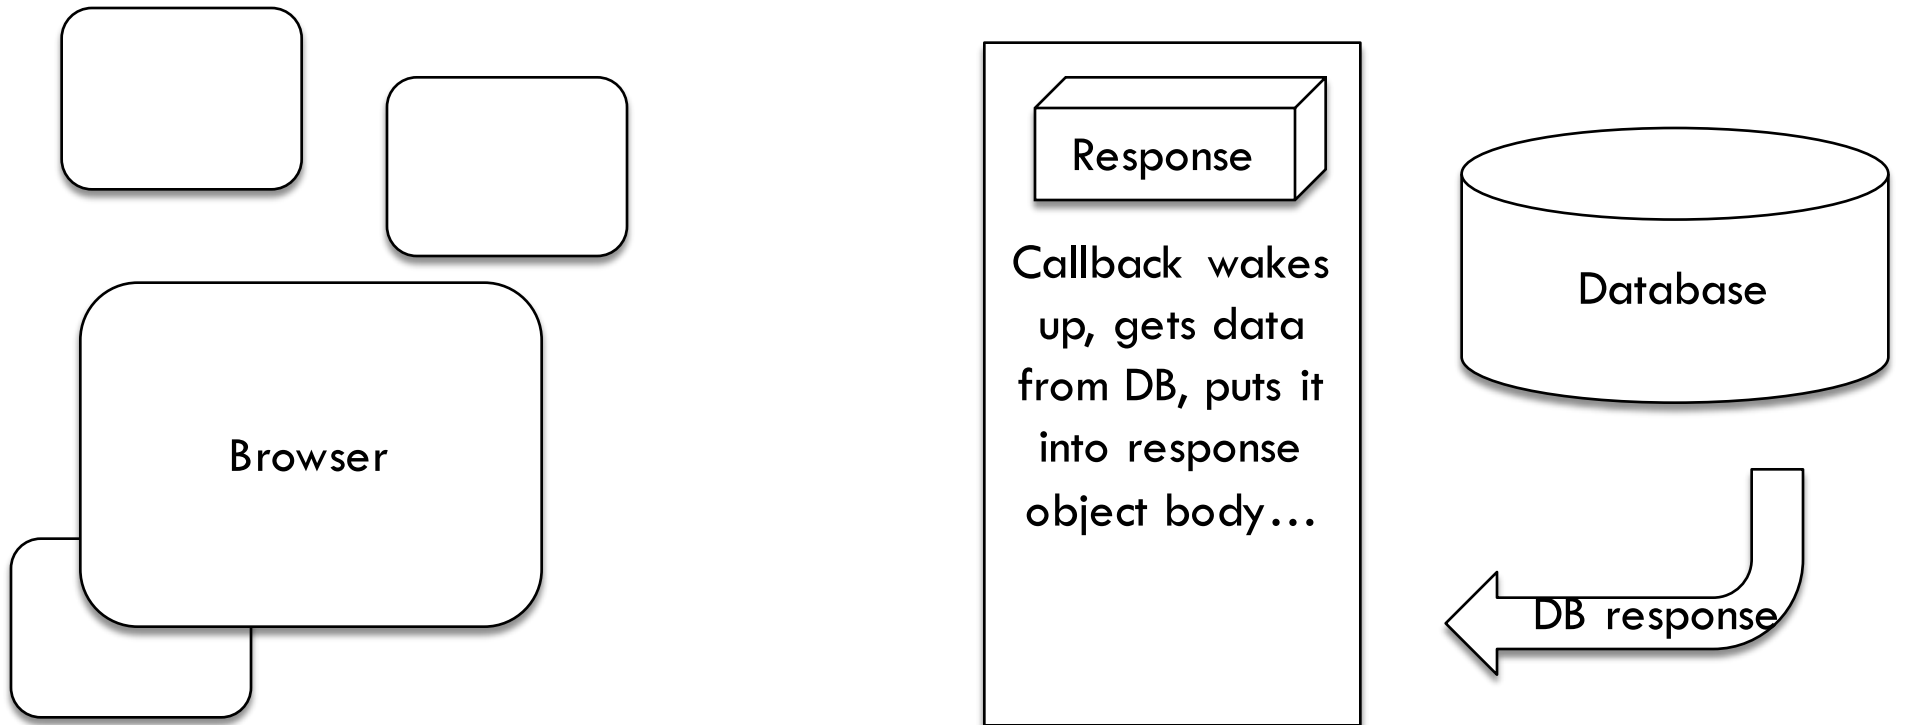 Browser
Response
Callback wakes
up, gets data
from DB, puts it
into response
object body...
Database
DB response